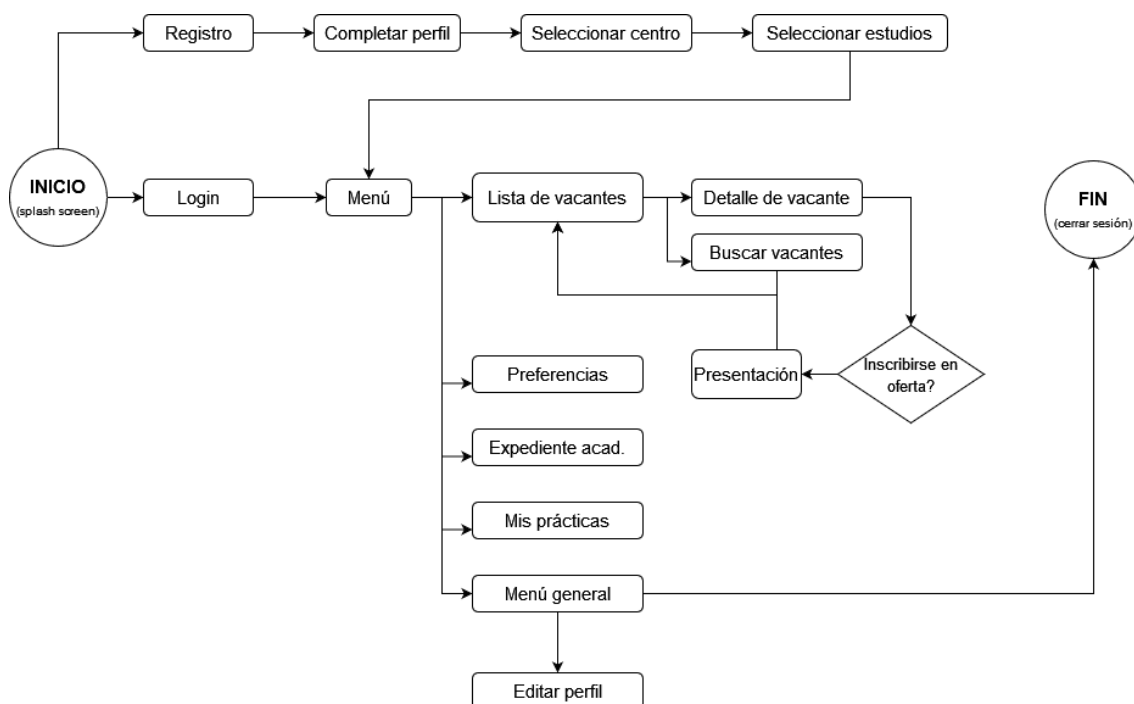 Registro
Completar perfil
Seleccionar centro
Seleccionar estudios
INICIO
(splash screen)
Login
Menú
Lista de vacantes
Detalle de vacante
FIN
(cerrar sesión)
Buscar vacantes
Presentación
Inscribirse en
oferta?
Preferencias
Expediente acad.
Mis prácticas
Menú general
Editar perfil